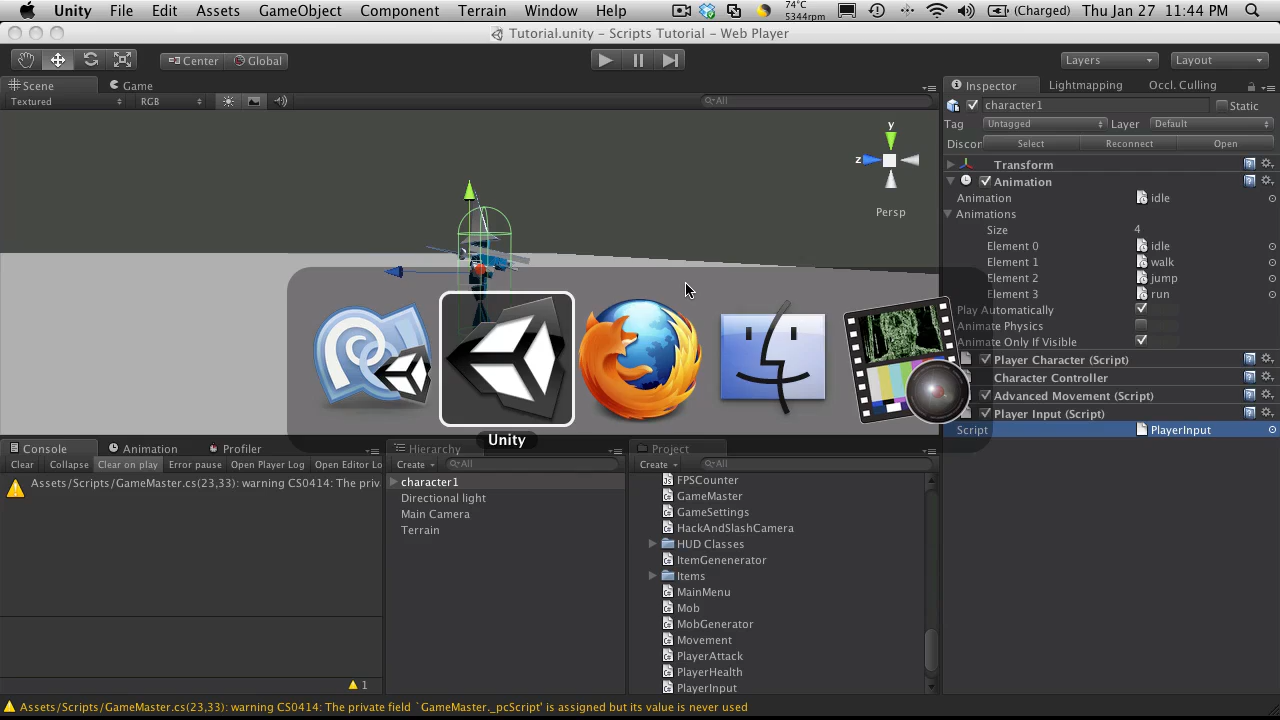 Unity File Edit Assets GameObject Component Terrain Window Help 74°C 5344rpm (Charged) Thu Jan 27 11:44 PM
Tutorial.unity – Scripts Tutorial – Web Player
Center Global Layers Layout
Scene Game Inspector Lightmapping Occl. Culling
Textured RGB All
character1 Static
Tag Untagged Layer Default
Discon Select Reconnect Open
y
z
Persp
Transform
Animation
Animation idle
Animations
Size 4
Element 0 idle
Element 1 walk
Element 2 jump
Element 3 run
Play Automatically
Animate Physics
Animate Only If Visible
Player Character (Script)
Character Controller
Advanced Movement (Script)
Player Input (Script)
Script PlayerInput
Unity
Console Animation Profiler Hierarchy Project
Clear Collapse Clear on play Error pause Open Player Log Open Editor Lo Create All Create All
Assets/Scripts/GameMaster.cs(23,33): warning CS0414: The priv
character1
Directional light
Main Camera
Terrain
FPSCounter
GameMaster
GameSettings
HackAndSlashCamera
HUD Classes
ItemGenenerator
Items
MainMenu
Mob
MobGenerator
Movement
PlayerAttack
PlayerHealth
PlayerInput
1
Assets/Scripts/GameMaster.cs(23,33): warning CS0414: The private field `GameMaster._pcScript' is assigned but its value is never used